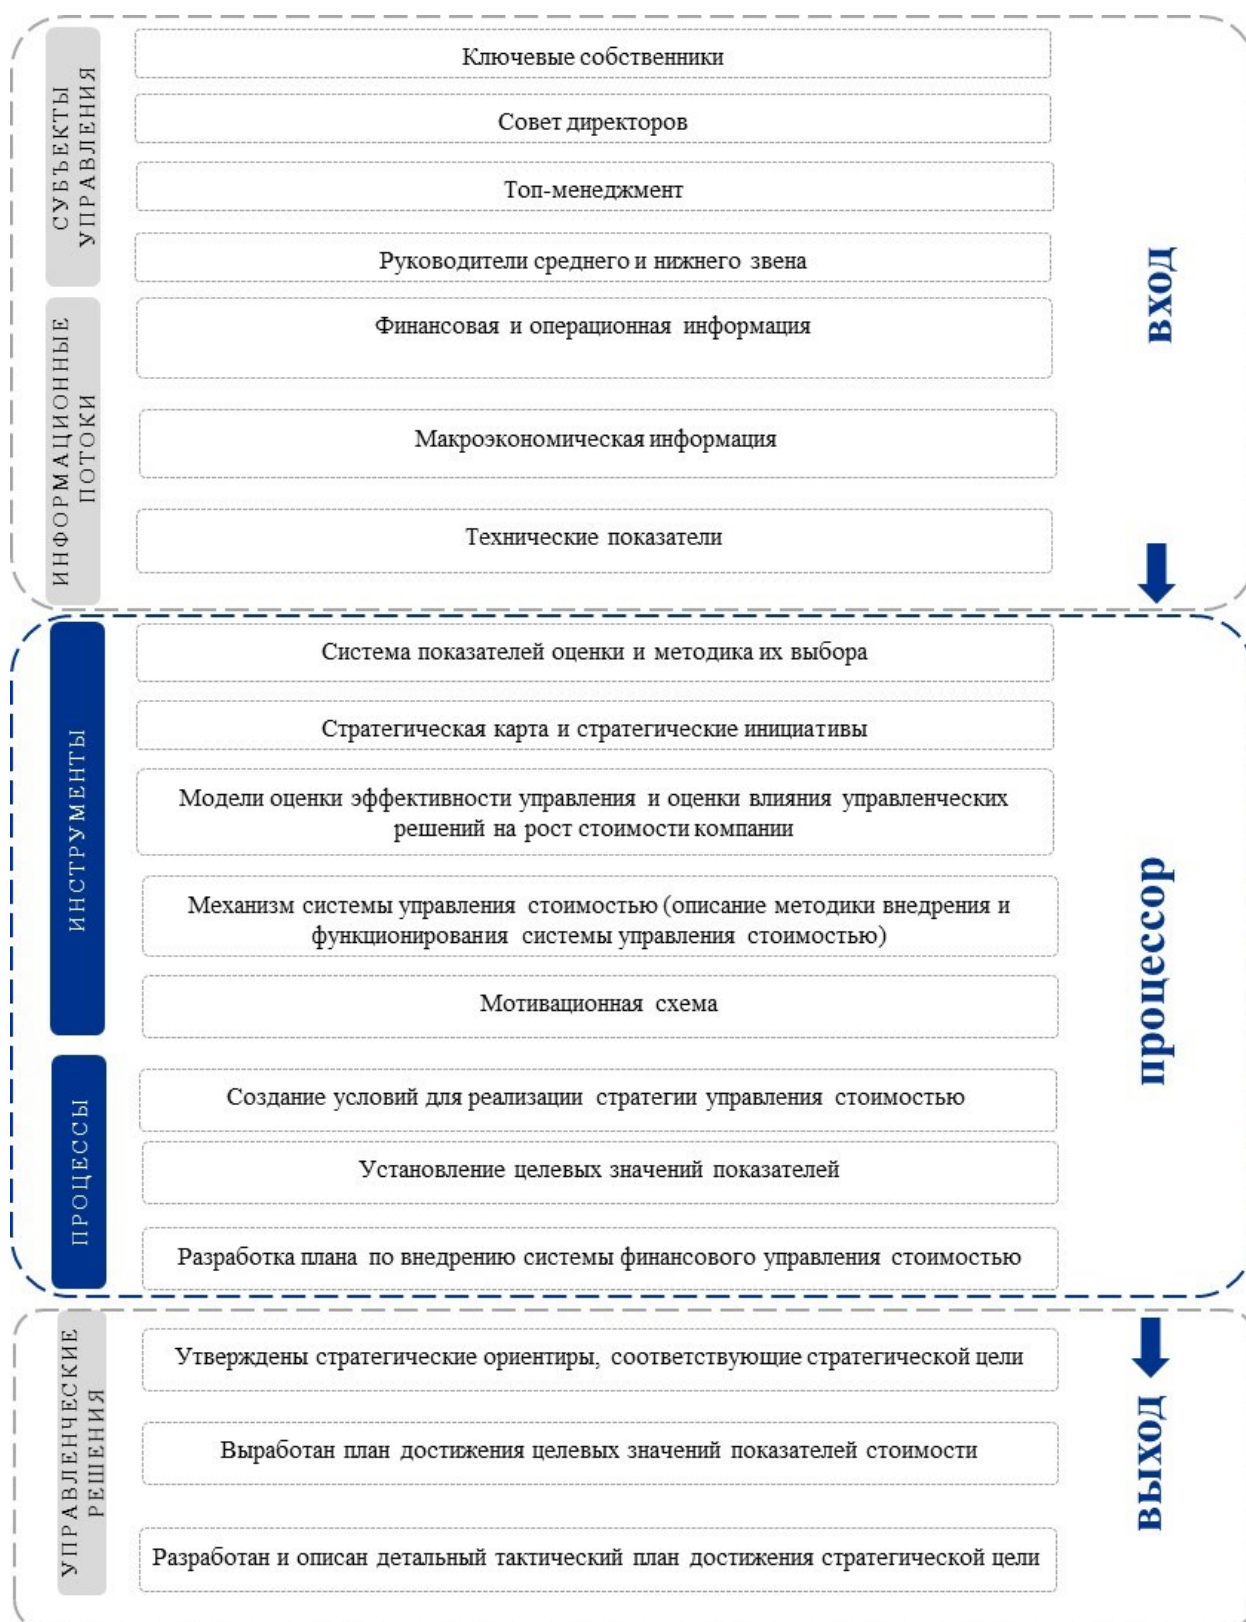 СУБЪЕКТЫ
УПРАВЛЕНИЯ
Ключевые собственники
Совет директоров
Топ-менеджмент
Руководители среднего и нижнего звена
ИНФОРМАЦИОННЫЕ
ПОТОКИ
Финансовая и операционная информация
Макроэкономическая информация
Технические показатели
вход
ИНСТРУМЕНТЫ
Система показателей оценки и методика их выбора
Стратегическая карта и стратегические инициативы
Модели оценки эффективности управления и оценки влияния управленческих
решений на рост стоимости компании
Механизм системы управления стоимостью (описание методики внедрения и
функционирования системы управления стоимостью)
Мотивационная схема
ПРОЦЕССЫ
Создание условий для реализации стратегии управления стоимостью
Установление целевых значений показателей
Разработка плана по внедрению системы финансового управления стоимостью
процессор
УПРАВЛЕНЧЕСКИЕ
РЕШЕНИЯ
Утверждены стратегические ориентиры, соответствующие стратегической цели
Выработан план достижения целевых значений показателей стоимости
Разработан и описан детальный тактический план достижения стратегической цели
выход